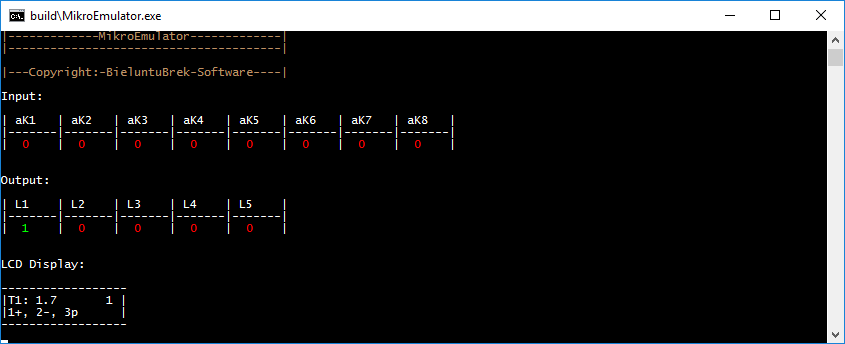 build\MikroEmulator.exe
|-------------MikroEmulator-------------|
|---------------------------------------|
|---Copyright:-BieluntuBrek-Software----|
Input:
| aK1   | aK2   | aK3   | aK4   | aK5   | aK6   | aK7   | aK8   |
|-------|-------|-------|-------|-------|-------|-------|-------|
|  0    |  0    |  0    |  0    |  0    |  0    |  0    |  0    |
Output:
| L1    | L2    | L3    | L4    | L5    |
|-------|-------|-------|-------|-------|
|  1    |  0    |  0    |  0    |  0    |
LCD Display:
------------------
|T1: 1.7       1 |
|1+, 2-, 3p      |
------------------